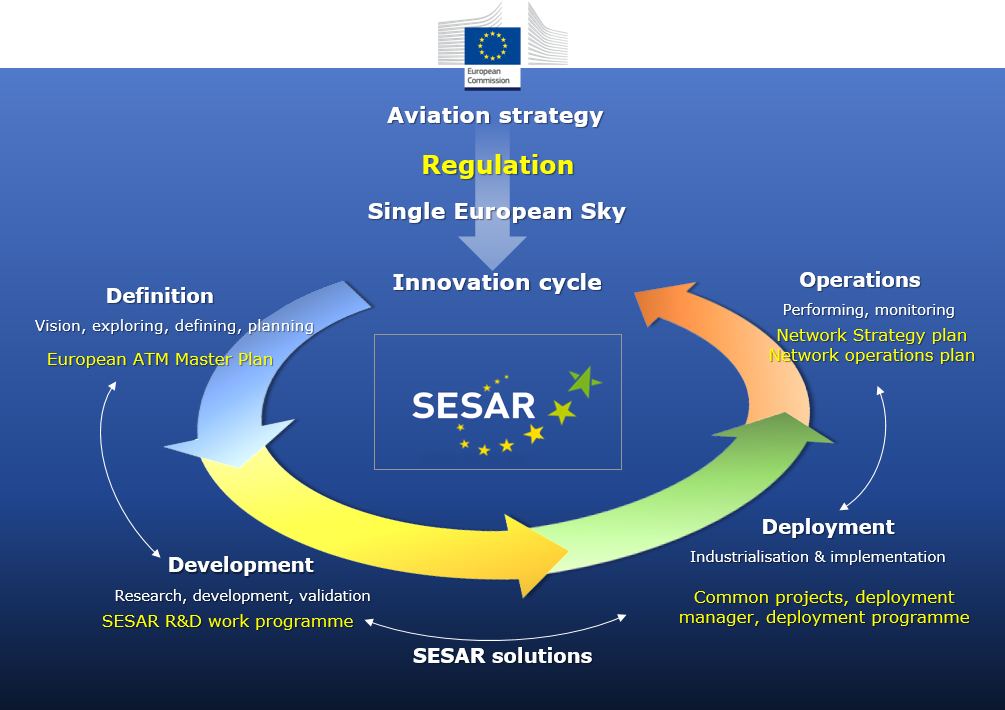 European
Commission
Aviation strategy
Regulation
Single European Sky
Innovation cycle
Definition
Vision, exploring, defining, planning
European ATM Master Plan
Operations
Performing, monitoring
Network Strategy plan
Network operations plan
SESAR
Development
Research, development, validation
SESAR R&D work programme
Deployment
Industrialisation & implementation
Common projects, deployment
manager, deployment programme
SESAR solutions